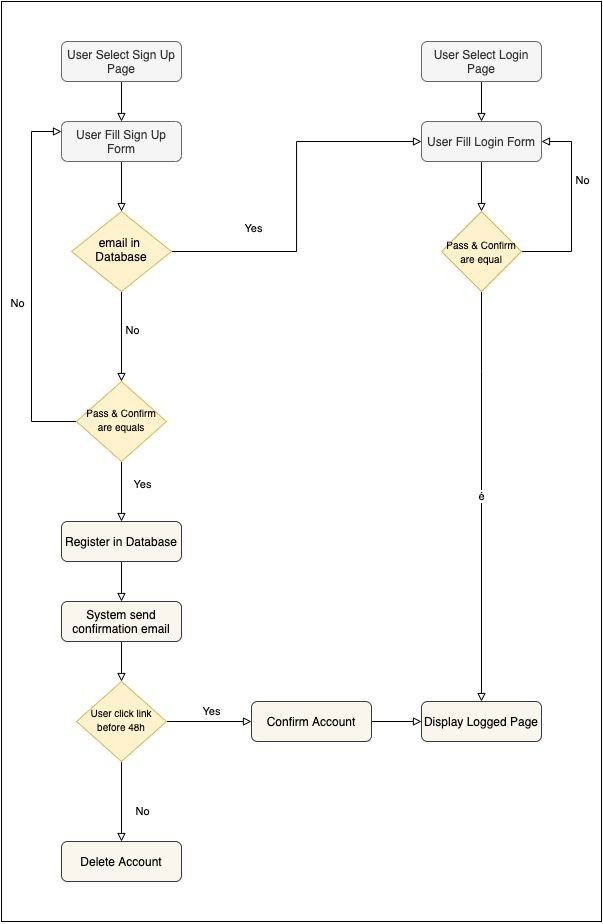 User Select Sign Up
Page
User Select Login
Page
User Fill Sign Up
Form
User Fill Login Form
No
Yes
email in
Database
Pass & Confirm
are equal
No
No
Pass & Confirm
are equals
Yes
é
Register in Database
System send
confirmation email
User click link
before 48h
Yes
Confirm Account
Display Logged Page
No
Delete Account